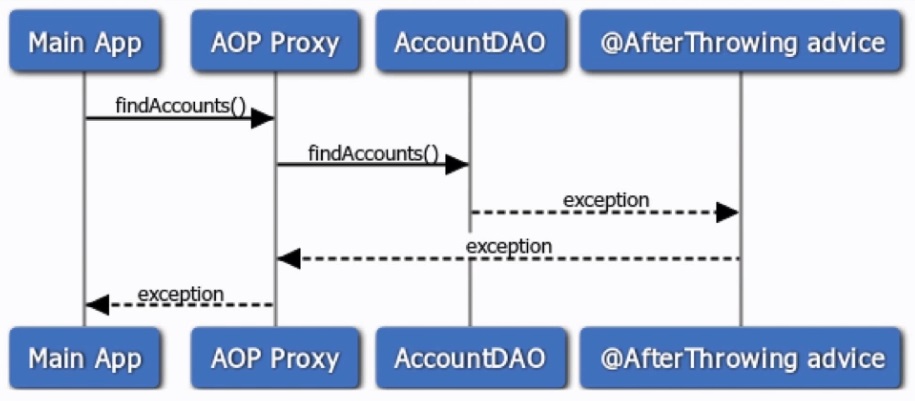 Main App
AOP Proxy
AccountDAO
@AfterThrowing advice
findAccounts()
findAccounts()
exception
exception
exception
Main App
AOP Proxy
AccountDAO
@AfterThrowing advice